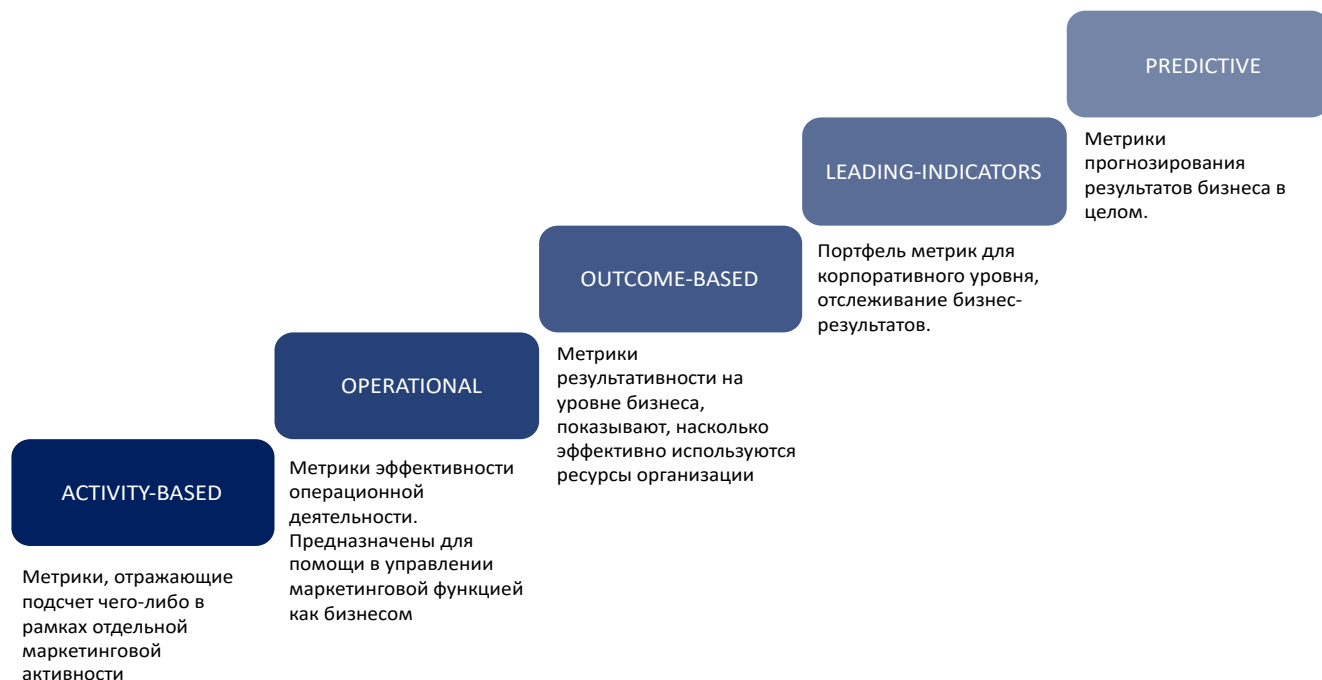 ACTIVITY-BASED
Метрики, отражающие
подсчет чего-либо в
рамках отдельной
маркетинговой
активности
OPERATIONAL
Метрики эффективности
операционной
деятельности.
Предназначены для
помощи в управлении
маркетинговой функцией
как бизнесом
OUTCOME-BASED
Метрики
результативности на
уровне бизнеса,
показывают, насколько
эффективно используются
ресурсы организации
LEADING-INDICATORS
Портфель метрик для
корпоративного уровня,
отслеживание бизнес-
результатов.
PREDICTIVE
Метрики
прогнозирования
результатов бизнеса в
целом.